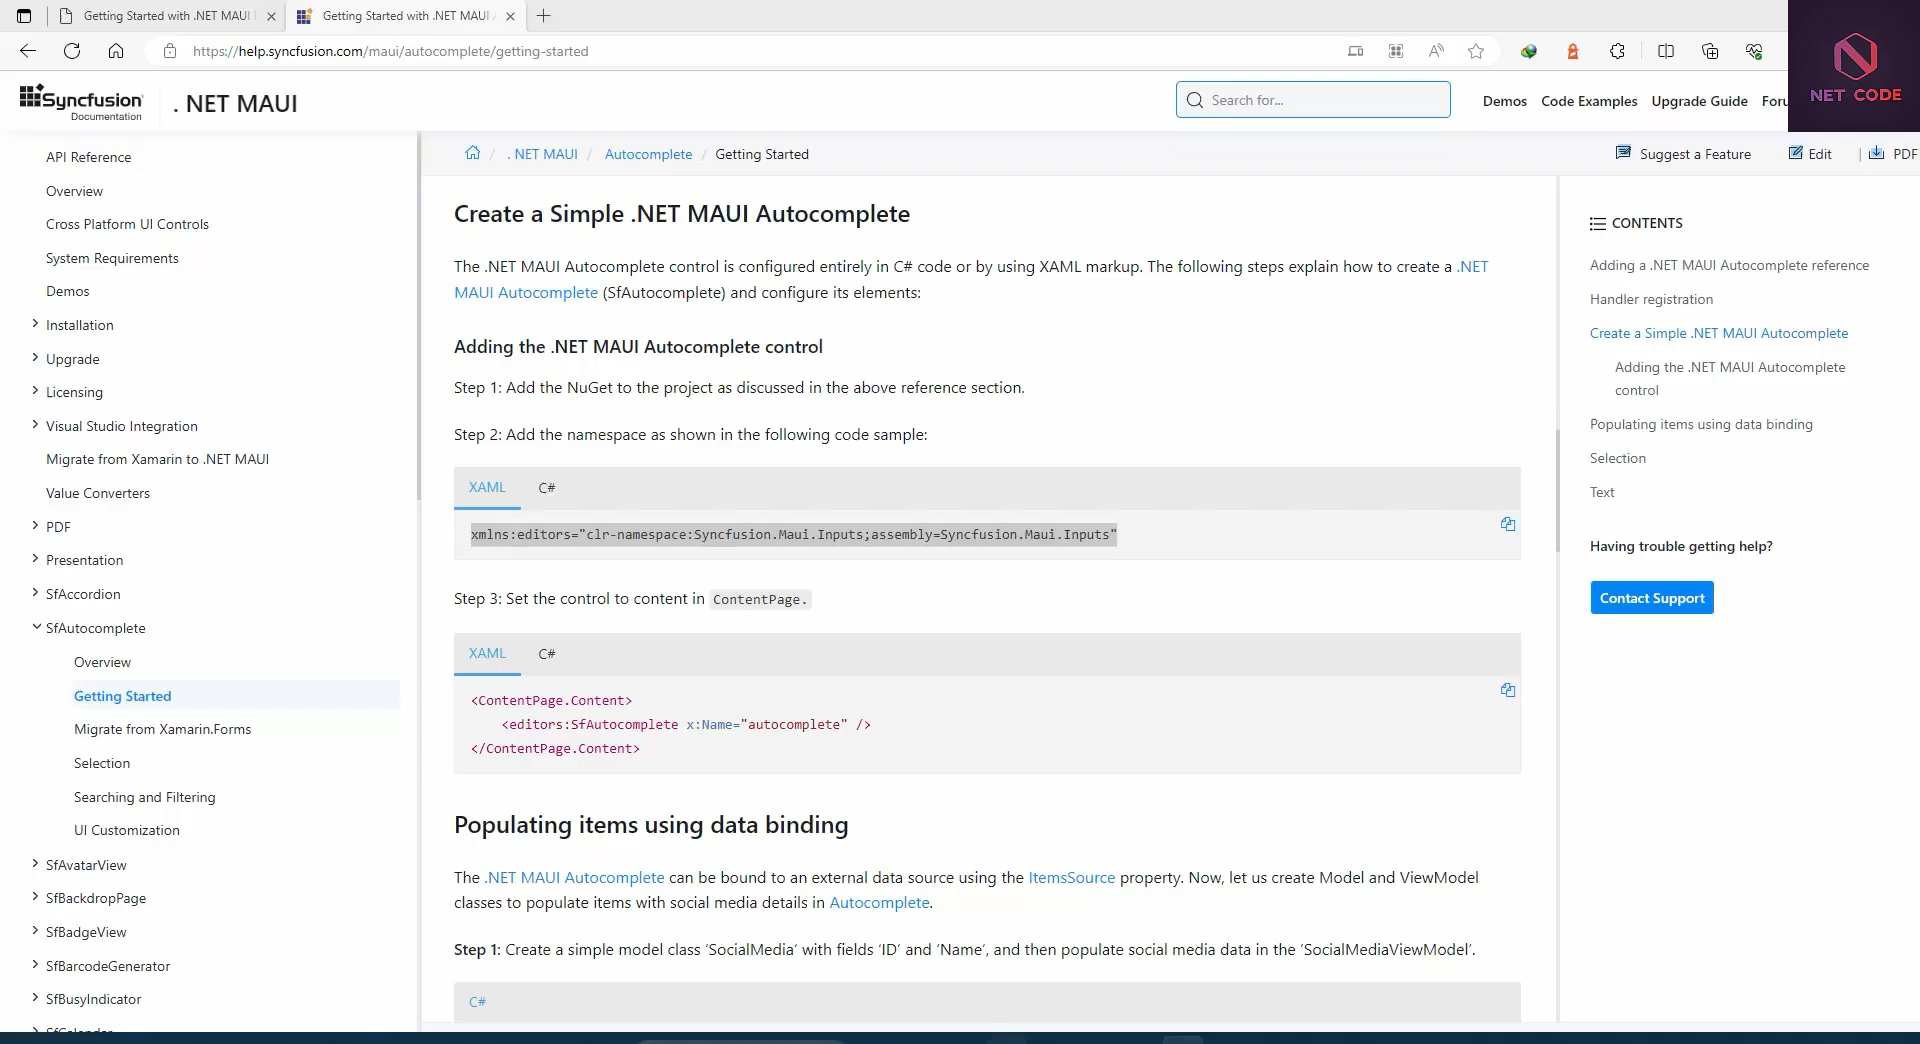 Getting Started with .NET MAUI
Getting Started with .NET MAUI
https://help.syncfusion.com/maui/autocomplete/getting-started
NET CODE
Syncfusion
Documentation
. NET MAUI
Search for...
Demos
Code Examples
Upgrade Guide
API Reference
Overview
Cross Platform UI Controls
System Requirements
Demos
Installation
Upgrade
Licensing
Visual Studio Integration
Migrate from Xamarin to .NET MAUI
Value Converters
PDF
Presentation
SfAccordion
SfAutocomplete
Overview
Getting Started
Migrate from Xamarin.Forms
Selection
Searching and Filtering
UI Customization
SfAvatarView
SfBackdropPage
SfBadgeView
SfBarcodeGenerator
SfBusyIndicator
/ . NET MAUI / Autocomplete / Getting Started
Suggest a Feature
Edit
| PDF
Create a Simple .NET MAUI Autocomplete
The .NET MAUI Autocomplete control is configured entirely in C# code or by using XAML markup. The following steps explain how to create a .NET
MAUI Autocomplete (SfAutocomplete) and configure its elements:
Adding the .NET MAUI Autocomplete control
Step 1: Add the NuGet to the project as discussed in the above reference section.
Step 2: Add the namespace as shown in the following code sample:
XAML C#
xmlns:editors="clr-namespace:Syncfusion.Maui.Inputs;assembly=Syncfusion.Maui.Inputs"
Step 3: Set the control to content in ContentPage.
XAML C#
<ContentPage.Content>
<editors:SfAutocomplete x:Name="autocomplete" />
</ContentPage.Content>
Populating items using data binding
The .NET MAUI Autocomplete can be bound to an external data source using the ItemsSource property. Now, let us create Model and ViewModel
classes to populate items with social media details in Autocomplete.
Step 1: Create a simple model class ‘SocialMedia’ with fields ‘ID’ and ‘Name’, and then populate social media data in the ‘SocialMediaViewModel’.
C#
CONTENTS
Adding a .NET MAUI Autocomplete reference
Handler registration
Create a Simple .NET MAUI Autocomplete
Adding the .NET MAUI Autocomplete
control
Populating items using data binding
Selection
Text
Having trouble getting help?
Contact Support